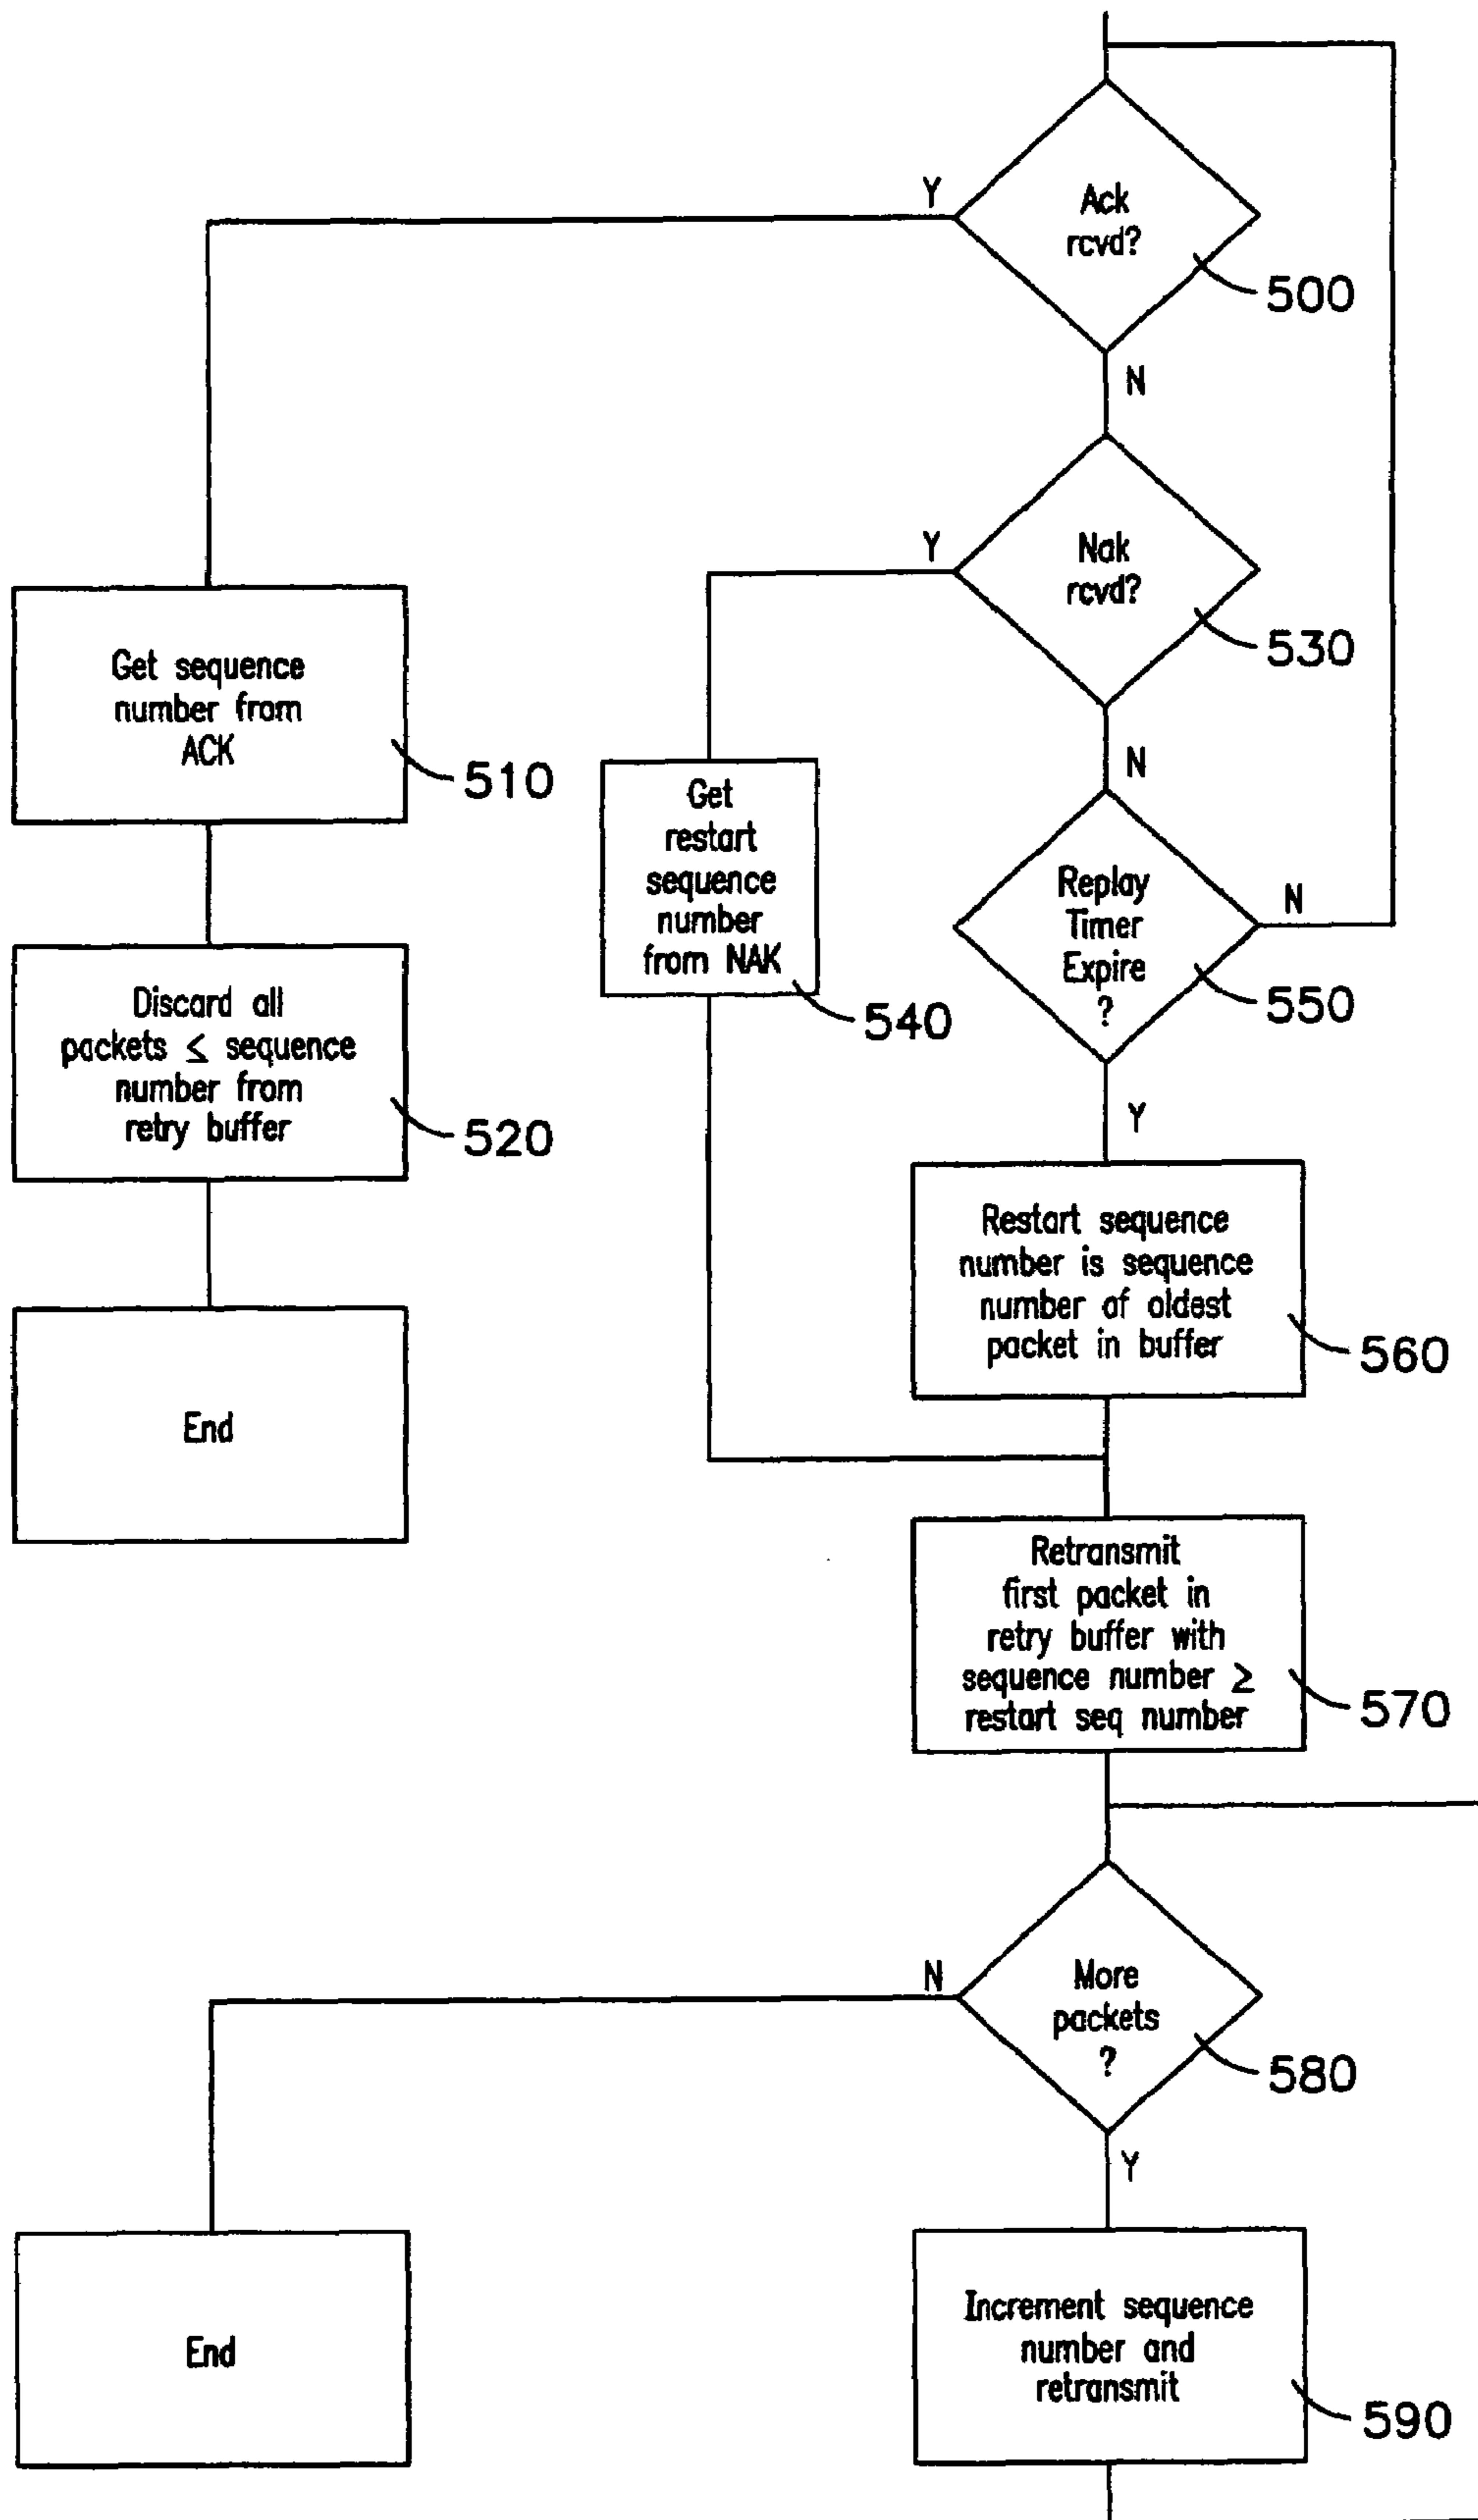 Y
Ack
rcvd?
500
N
Y
Nak
rcvd?
530
Get sequence
number from
ACK
510
N
Get
restart
sequence
number
from NAK
540
Replay
Timer
Expire
?
N
550
Discard all
packets ≤ sequence
number from
retry buffer
520
Y
Restart sequence
number is sequence
number of oldest
packet in buffer
560
End
Retransmit
first packet in
retry buffer with
sequence number ≥
restart seq number
570
N
More
packets
?
580
Y
End
Increment sequence
number and
retransmit
590